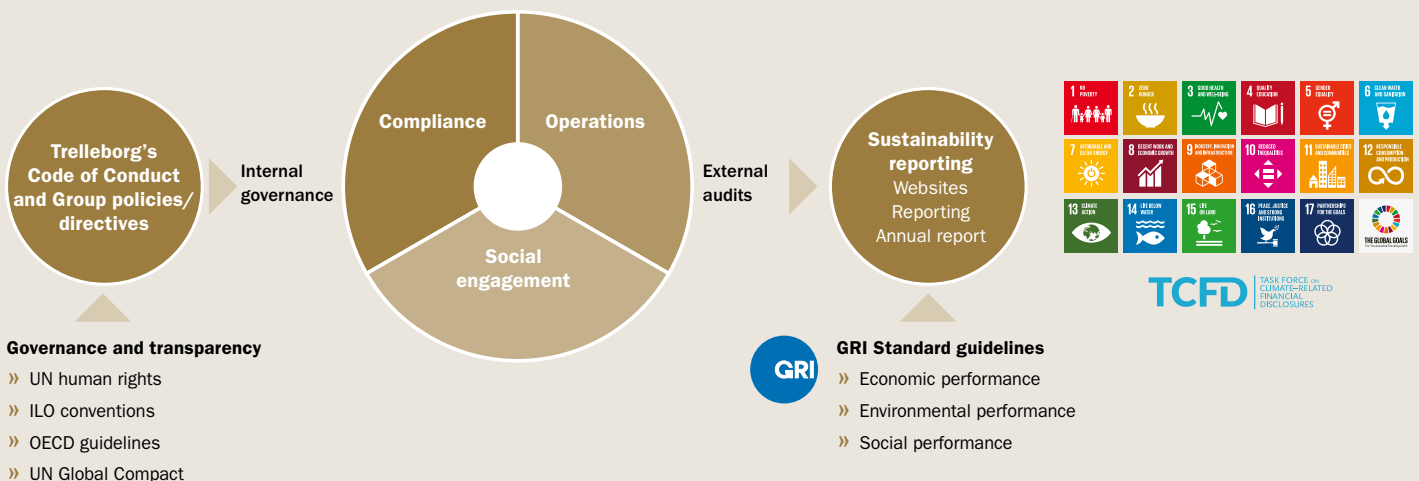 Trelleborg's
Code of Conduct
and Group policies/
directives
Internal
governance
Compliance
Operations
Social
engagement
External
audits
Sustainability
reporting
Websites
Reporting
Annual report
1 NO
POVERTY
2 ZERO
HUNGER
3 GOOD HEALTH
AND WELL-BEING
4 QUALITY
EDUCATION
5 GENDER
EQUALITY
6 CLEAN WATER
AND SANITATION
7 AFFORDABLE AND
CLEAN ENERGY
8 DECENT WORK AND
ECONOMIC GROWTH
9 INDUSTRY, INNOVATION
AND INFRASTRUCTURE
10 REDUCED
INEQUALITIES
11 SUSTAINABLE CITIES
AND COMMUNITIES
12 RESPONSIBLE
CONSUMPTION
AND PRODUCTION
13 CLIMATE
ACTION
14 LIFE BELOW
WATER
15 LIFE
ON LAND
16 PEACE, JUSTICE
AND STRONG
INSTITUTIONS
17 PARTNERSHIPS
FOR THE GOALS
THE GLOBAL GOALS
For Sustainable Development
TCFD
TASK FORCE ON
CLIMATE–RELATED
FINANCIAL
DISCLOSURES
Governance and transparency
» UN human rights
» ILO conventions
» OECD guidelines
» UN Global Compact
GRI
GRI Standard guidelines
» Economic performance
» Environmental performance
» Social performance